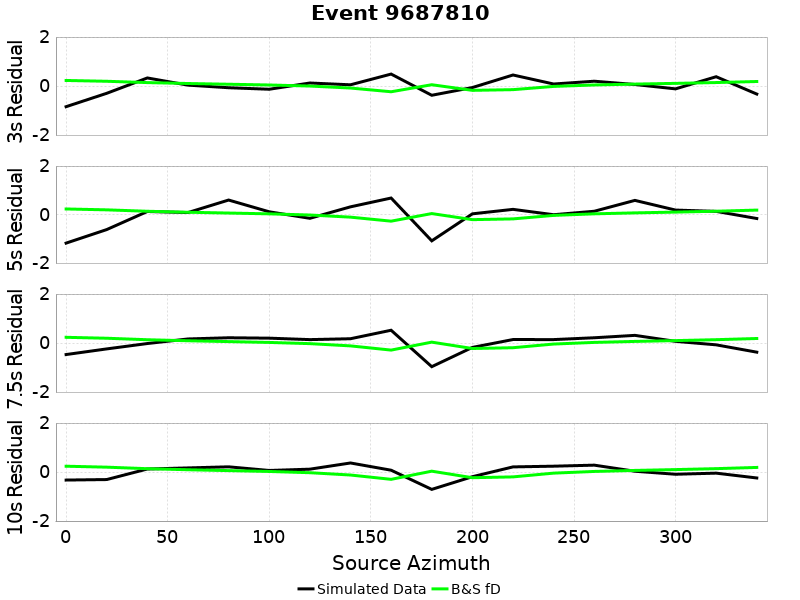 Event 9687810
3s Residual
2
0
-2
5s Residual
2
0
-2
7.5s Residual
2
0
-2
10s Residual
2
0
-2
0 50 100 150 200 250 300
Source Azimuth
Simulated Data B&S fD